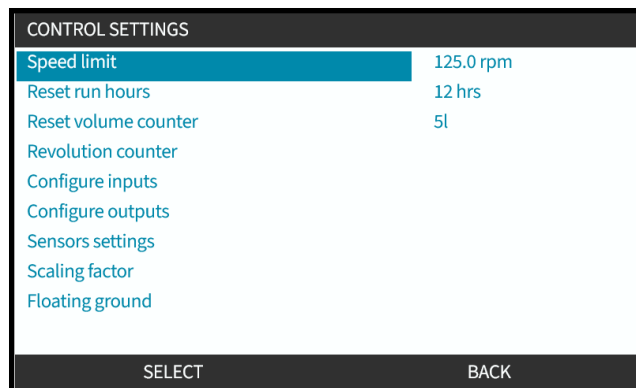 CONTROL SETTINGS
Speed limit 125.0 rpm
Reset run hours 12 hrs
Reset volume counter 5l
Revolution counter
Configure inputs
Configure outputs
Sensors settings
Scaling factor
Floating ground
SELECT BACK